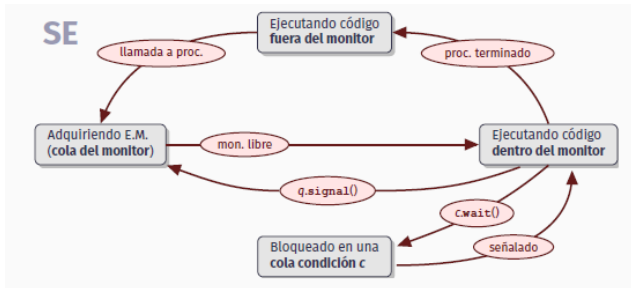 SE
Ejecutando código
fuera del monitor
llamada a proc.
proc. terminado
Adquiriendo E.M.
(cola del monitor)
mon. libre
Ejecutando código
dentro del monitor
q.signal()
c.wait()
Bloqueado en una
cola condición c
señalado